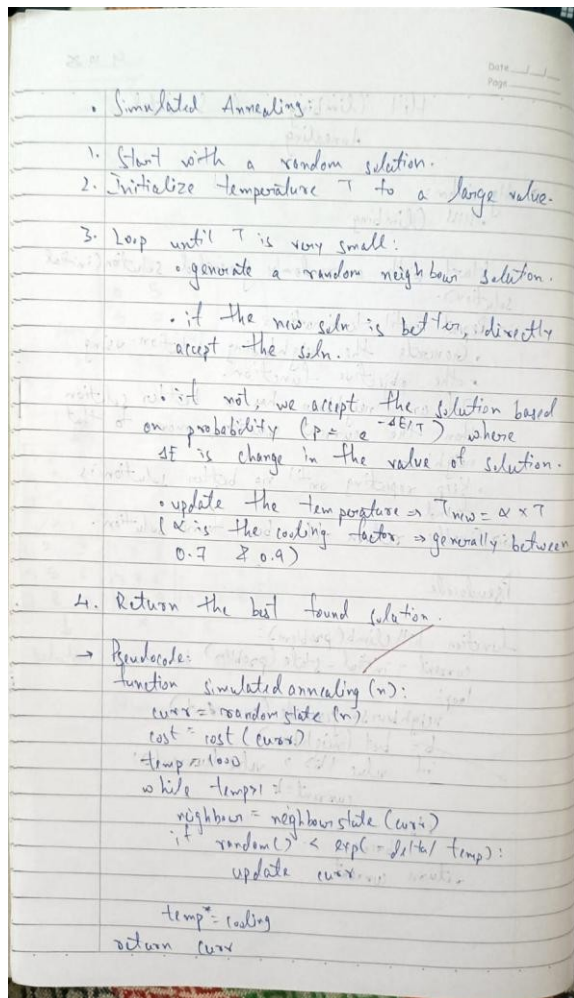 Date
Page
• Simulated Annealing:
1. Start with a random solution.
2. Initialize temperature T to a large value.
3. Loop until T is very small:
• generate a random neighbour solution.
• if the new soln is better, directly
accept the soln.
• if not, we accept the solution based
on probability (p = e^-ΔE/T) where
ΔE is change in the value of solution.
• update the temperature ⇒ Tnew = α × T
(α is the cooling factor, ⇒ generally between
0.7 & 0.9)
4. Return the best found solution.
→ Pseudocode:
function simulatedannealing (n):
curr = randomstate (n)
cost = cost (curr)
temp = 1000
while temp>1 :
neighbour = neighbourstate (curr)
if random() < exp(- delta/ temp):
update curr
temp*= cooling
return curr